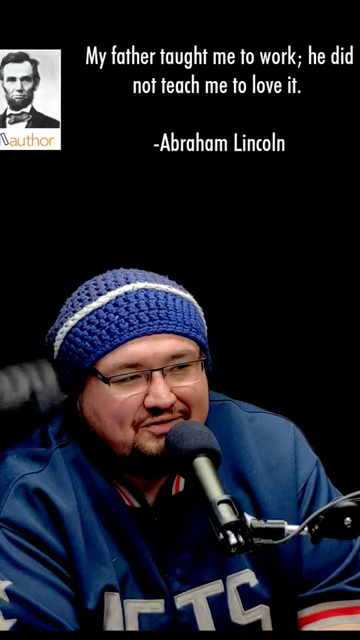 My father taught me to work; he did
not teach me to love it.
-Abraham Lincoln
author